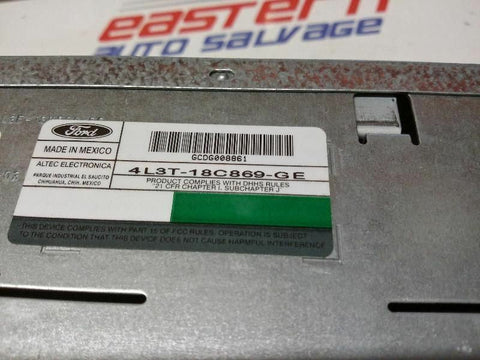 EASTERN
AUTO SALVAGE
Ford
MADE IN MEXICO
ALTEC ELECTRONICA
PARQUE INDUSTRIAL EL SAUCITO
CHIHUAHUA, CHIH. MEXICO
GCDG008861
4L3T-18C869-GE
PRODUCT COMPLIES WITH DHHS RULES
"21 CFR CHAPTER I, SUBCHAPTER J"
THIS DEVICE COMPLIES WITH PART 15 OF FCC RULES. OPERATION IS SUBJECT
TO THE CONDITION THAT THIS DEVICE DOES NOT CAUSE HARMFUL INTERFERENCE